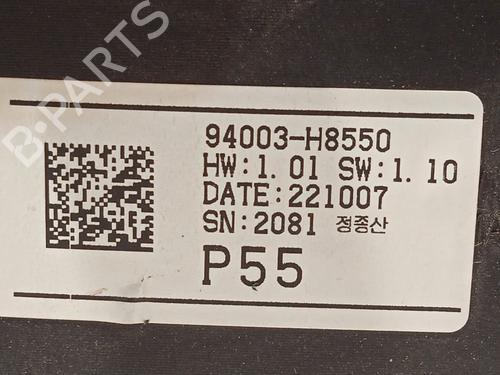 B-PARTS
94003-H8550
HW:1.01 SW:1.10
DATE:221007
SN:2081 정종산
P55